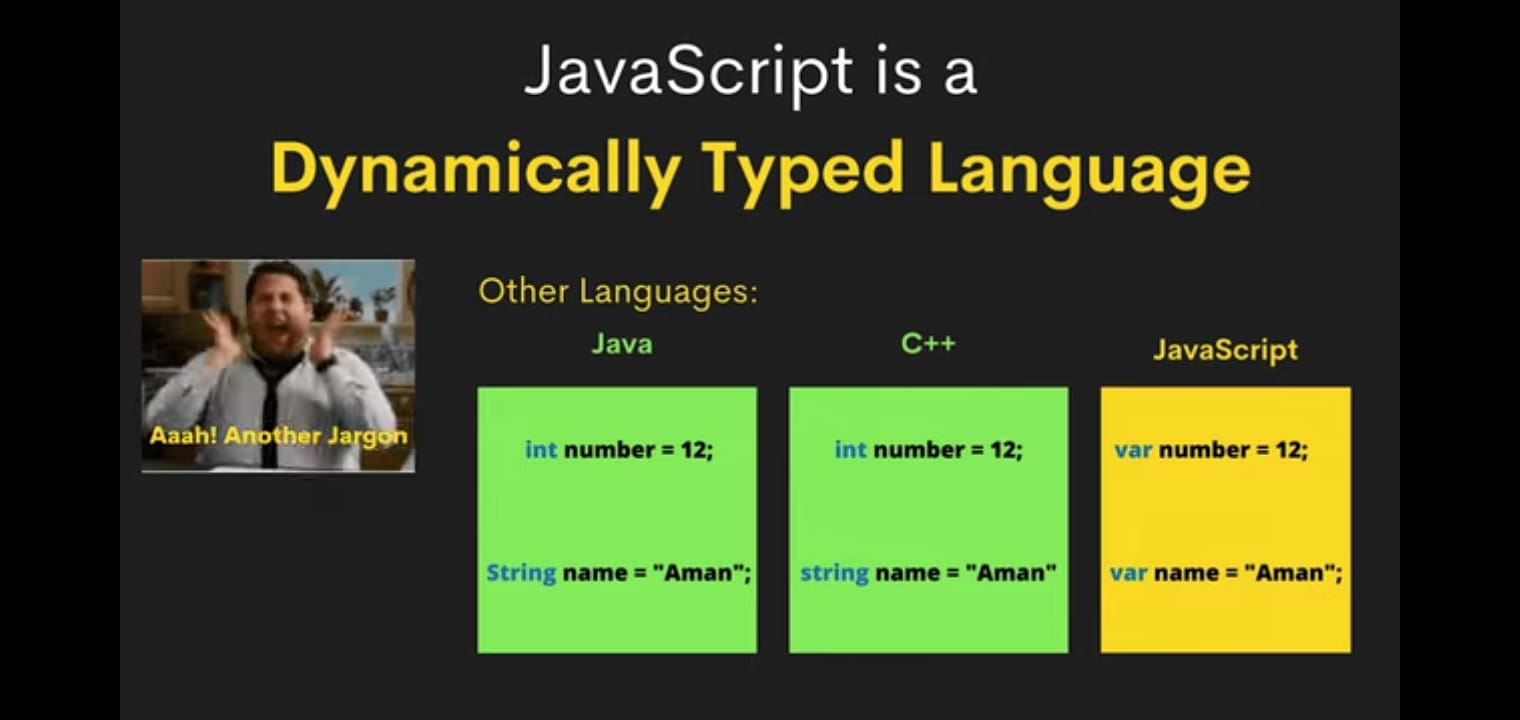 JavaScript is a
Dynamically Typed Language
Aaah! Another Jargon
Other Languages:
Java
int number = 12;
String name = "Aman";
C++
int number = 12;
string name = "Aman"
JavaScript
var number = 12;
var name = "Aman";